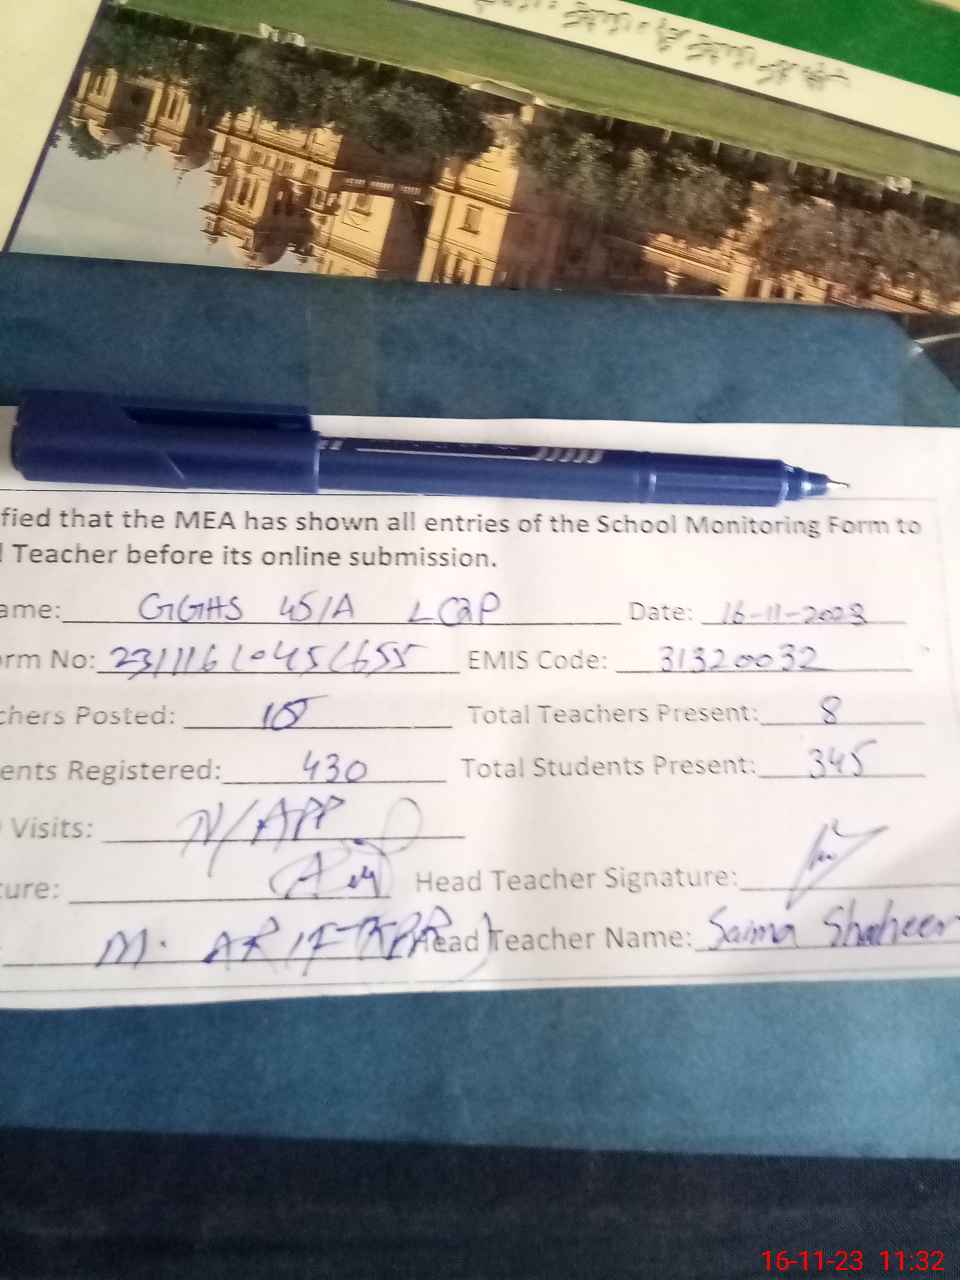 fied that the MEA has shown all entries of the School Monitoring Form to
Teacher before its online submission.
ame: GGHS 45/A LCQP Date: 16-11-2023
rm No: EMIS Code: 31320032
chers Posted: Total Teachers Present: 8
ents Registered: 430 Total Students Present: 345
Visits: N/APP
ture: Head Teacher Signature:
M. ARIF Head Teacher Name: Saima Shaheen
16-11-23 11:32